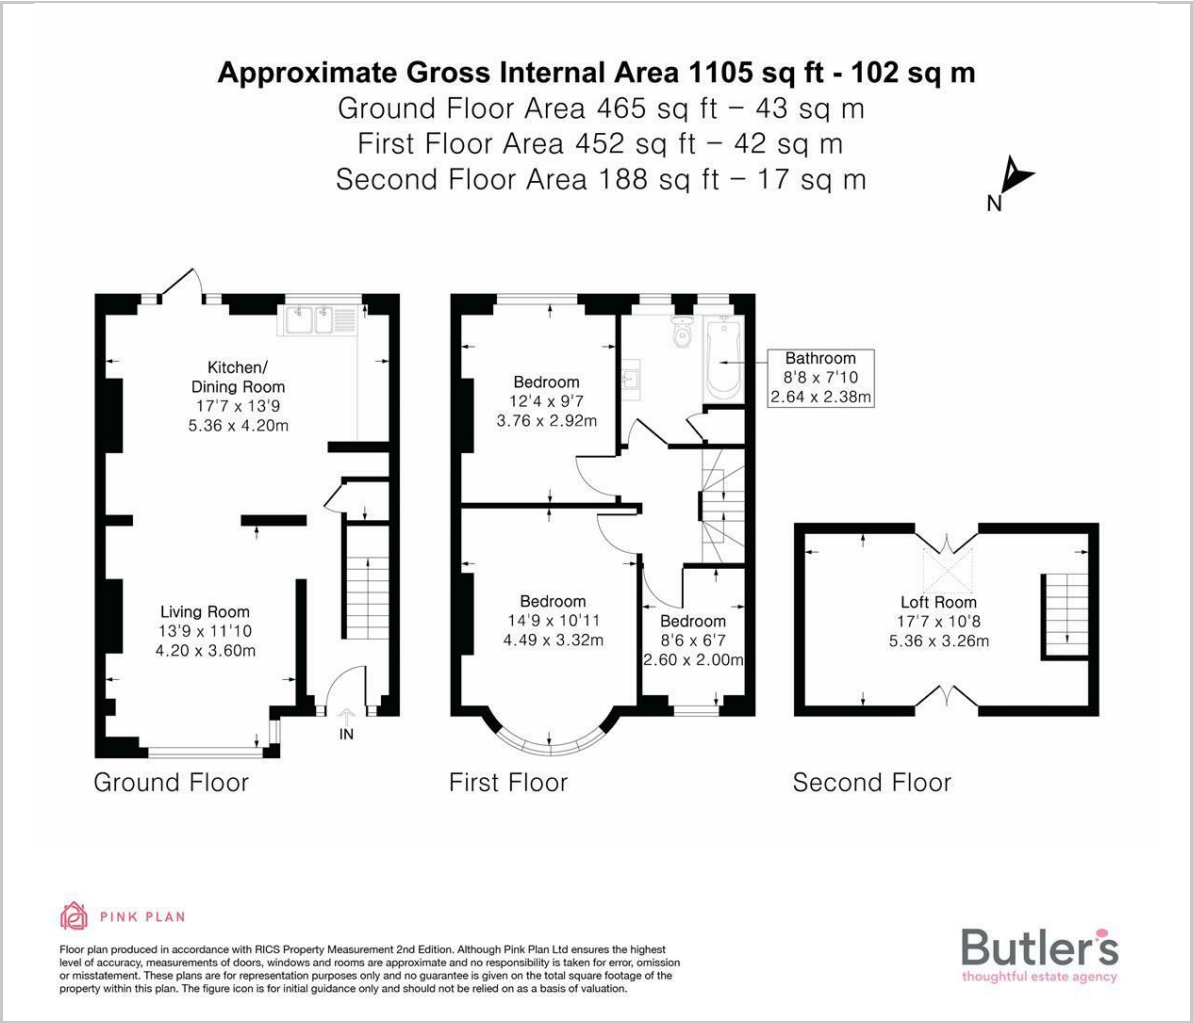 Approximate Gross Internal Area 1105 sq ft - 102 sq m
Ground Floor Area 465 sq ft – 43 sq m
First Floor Area 452 sq ft – 42 sq m
Second Floor Area 188 sq ft – 17 sq m
N
Kitchen/
Dining Room
17'7 x 13'9
5.36 x 4.20m
Living Room
13'9 x 11'10
4.20 x 3.60m
IN
Ground Floor
Bedroom
12'4 x 9'7
3.76 x 2.92m
Bathroom
8'8 x 7'10
2.64 x 2.38m
Bedroom
14'9 x 10'11
4.49 x 3.32m
Bedroom
8'6 x 6'7
2.60 x 2.00m
First Floor
Loft Room
17'7 x 10'8
5.36 x 3.26m
Second Floor
PINK PLAN
Floor plan produced in accordance with RICS Property Measurement 2nd Edition. Although Pink Plan Ltd ensures the highest
level of accuracy, measurements of doors, windows and rooms are approximate and no responsibility is taken for error, omission
or misstatement. These plans are for representation purposes only and no guarantee is given on the total square footage of the
property within this plan. The figure icon is for initial guidance only and should not be relied on as a basis of valuation.
Butler's
thoughtful estate agency